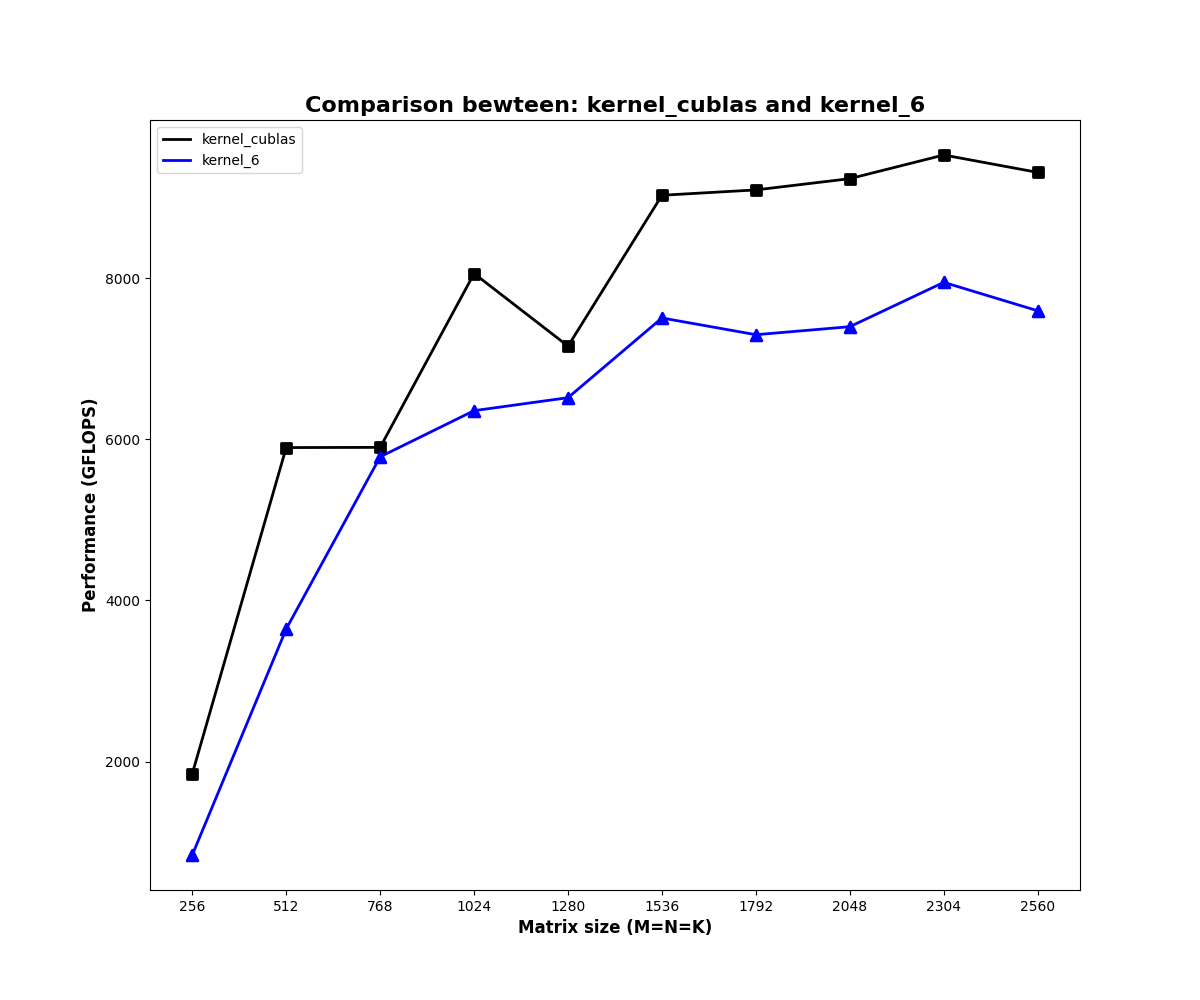 Comparison bewteen: kernel_cublas and kernel_6
kernel_cublas
kernel_6
Performance (GFLOPS)
8000
6000
4000
2000
256 512 768 1024 1280 1536 1792 2048 2304 2560
Matrix size (M=N=K)